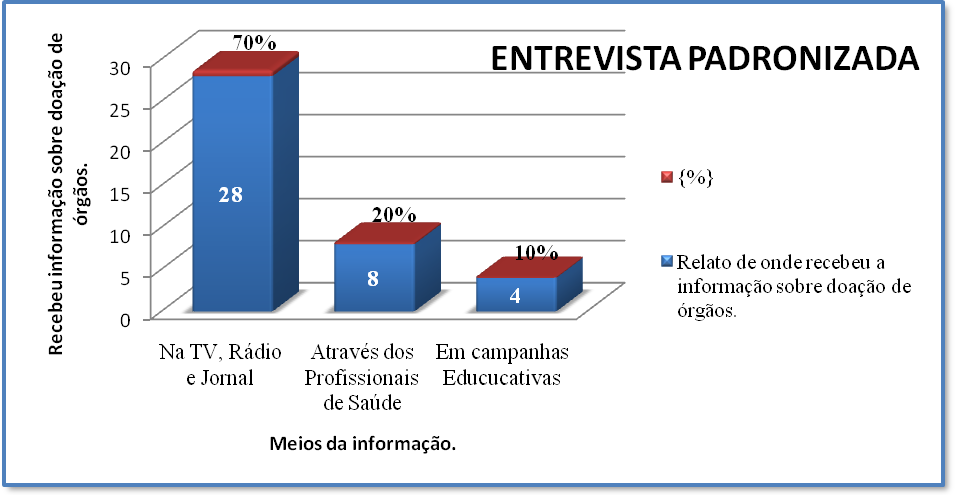 ENTREVISTA PADRONIZADA
Recebeu informação sobre doação de
órgãos.
30
25
20
15
10
5
0
70%
20%
10%
28
8
4
Na TV, Rádio
e Jornal
Através dos
Profissionais
de Saúde
Em campanhas
Educucativas
Meios da informação.
{%}
Relato de onde recebeu a
informação sobre doação de
órgãos.